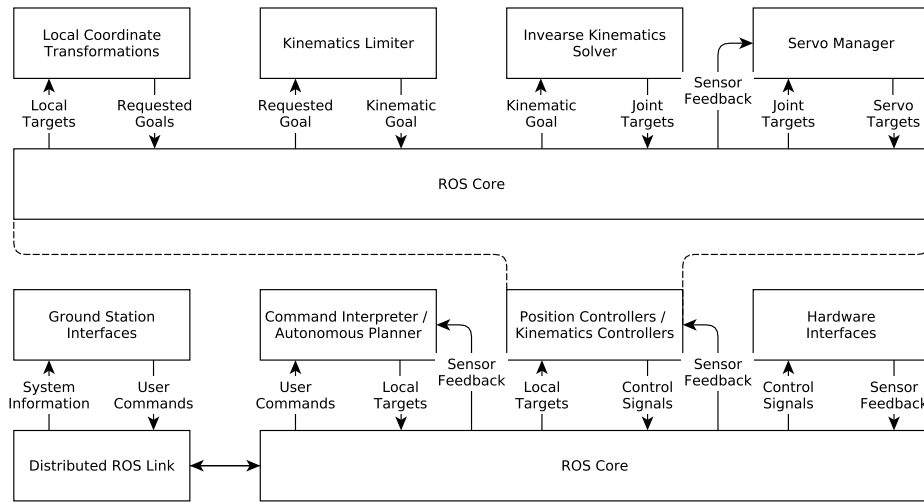 Local Coordinate
Transformations
Kinematics Limiter
Invearse Kinematics
Solver
Servo Manager
Local
Targets
Requested
Goals
Requested
Goal
Kinematic
Goal
Kinematic
Goal
Joint
Targets
Sensor
Feedback
Joint
Targets
Servo
Targets
ROS Core
Ground Station
Interfaces
Command Interpreter /
Autonomous Planner
Position Controllers /
Kinematics Controllers
Hardware
Interfaces
System
Information
User
Commands
User
Commands
Local
Targets
Sensor
Feedback
Local
Targets
Control
Signals
Sensor
Feedback
Control
Signals
Sensor
Feedback
Distributed ROS Link
ROS Core